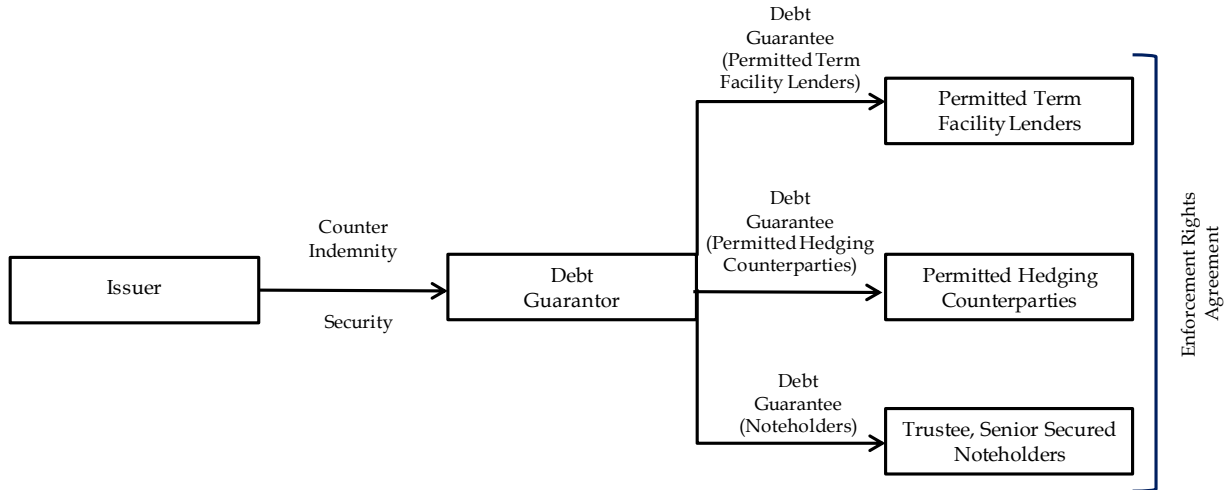 Debt
Guarantee
(Permitted Term
Facility Lenders)
Permitted Term
Facility Lenders
Debt
Guarantee
(Permitted Hedging
Counterparties)
Counter
Indemnity
Issuer
Debt
Guarantor
Permitted Hedging
Counterparties
Security
Debt
Guarantee
(Noteholders)
Trustee, Senior Secured
Noteholders
Enforcement Rights
Agreement